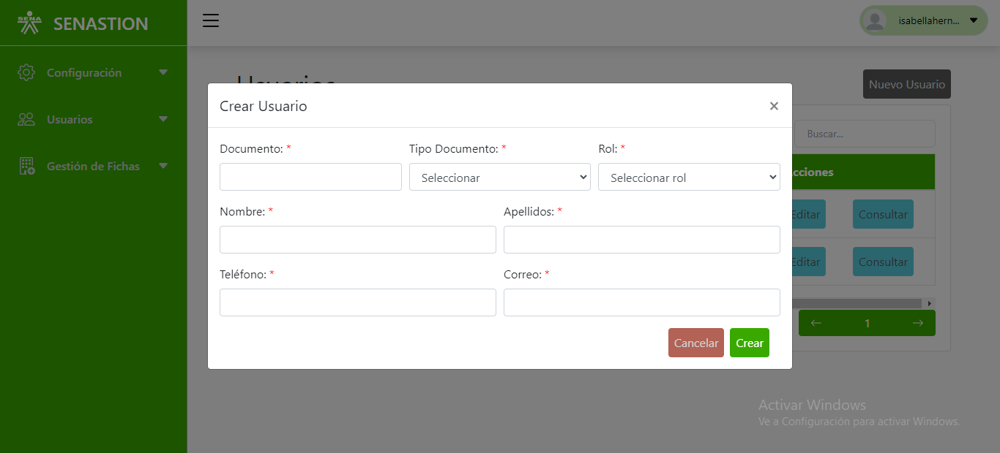 SENA
SENASTION
isabellahern...
Configuración
Usuarios
Gestión de Fichas
Usuarios
Nuevo Usuario
Crear Usuario
×
Buscar...
Documento: *
Tipo Documento: *
Rol: *
Seleccionar
Seleccionar rol
cciones
Nombre: *
Apellidos: *
Editar
Consultar
Teléfono: *
Correo: *
Editar
Consultar
1
Cancelar
Crear
Activar Windows
Ve a Configuración para activar Windows.